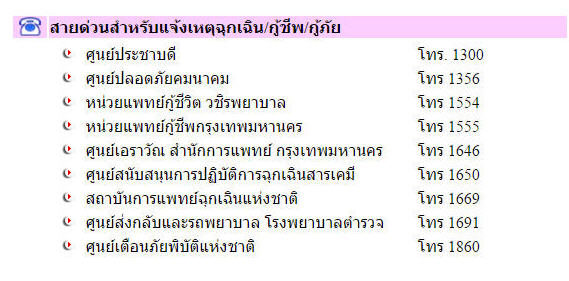 สายด่วนสำหรับแจ้งเหตุฉุกเฉิน/กู้ชีพ/กู้ภัย
ศูนย์ประชาบดี โทร. 1300
ศูนย์ปลอดภัยคมนาคม โทร 1356
หน่วยแพทย์กู้ชีวิต วชิรพยาบาล โทร 1554
หน่วยแพทย์กู้ชีพกรุงเทพมหานคร โทร 1555
ศูนย์เอราวัณ สำนักการแพทย์ กรุงเทพมหานคร โทร 1646
ศูนย์สนับสนุนการปฏิบัติการฉุกเฉินสารเคมี โทร 1650
สถาบันการแพทย์ฉุกเฉินแห่งชาติ โทร 1669
ศูนย์ส่งกลับและรถพยาบาล โรงพยาบาลตำรวจ โทร 1691
ศูนย์เตือนภัยพิบัติแห่งชาติ โทร 1860